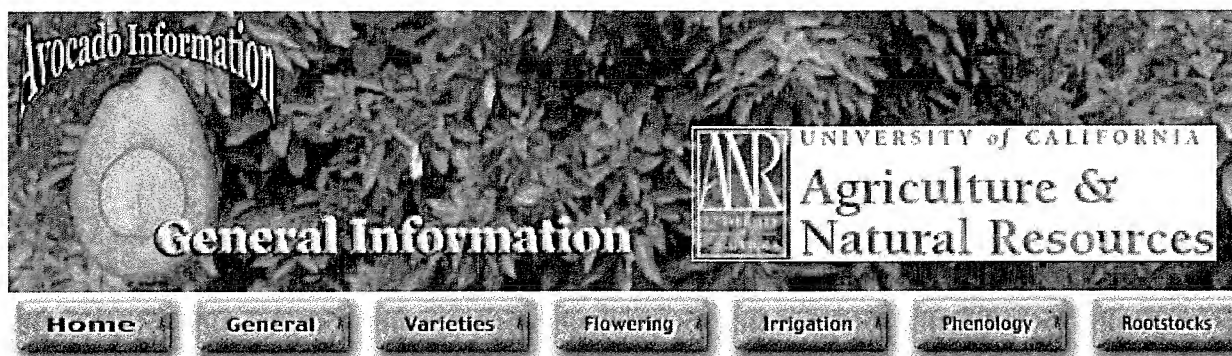 Avocado Information
General Information
UNIVERSITY of CALIFORNIA
ANR
Agriculture &
Natural Resources
Home
General
Varieties
Flowering
Irrigation
Phenology
Rootstocks